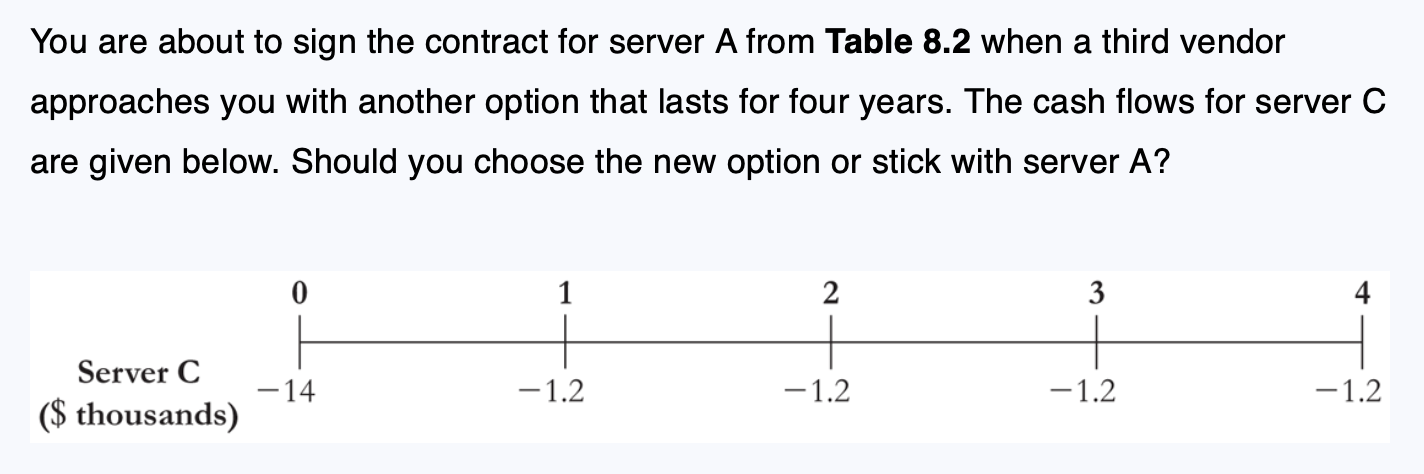 You are about to sign the contract for server A from Table 8.2 when a third vendor
approaches you with another option that lasts for four years. The cash flows for server C
are given below. Should you choose the new option or stick with server A?
0 1 2 3 4
Server C
($ thousands)
−14 −1.2 −1.2 −1.2 −1.2